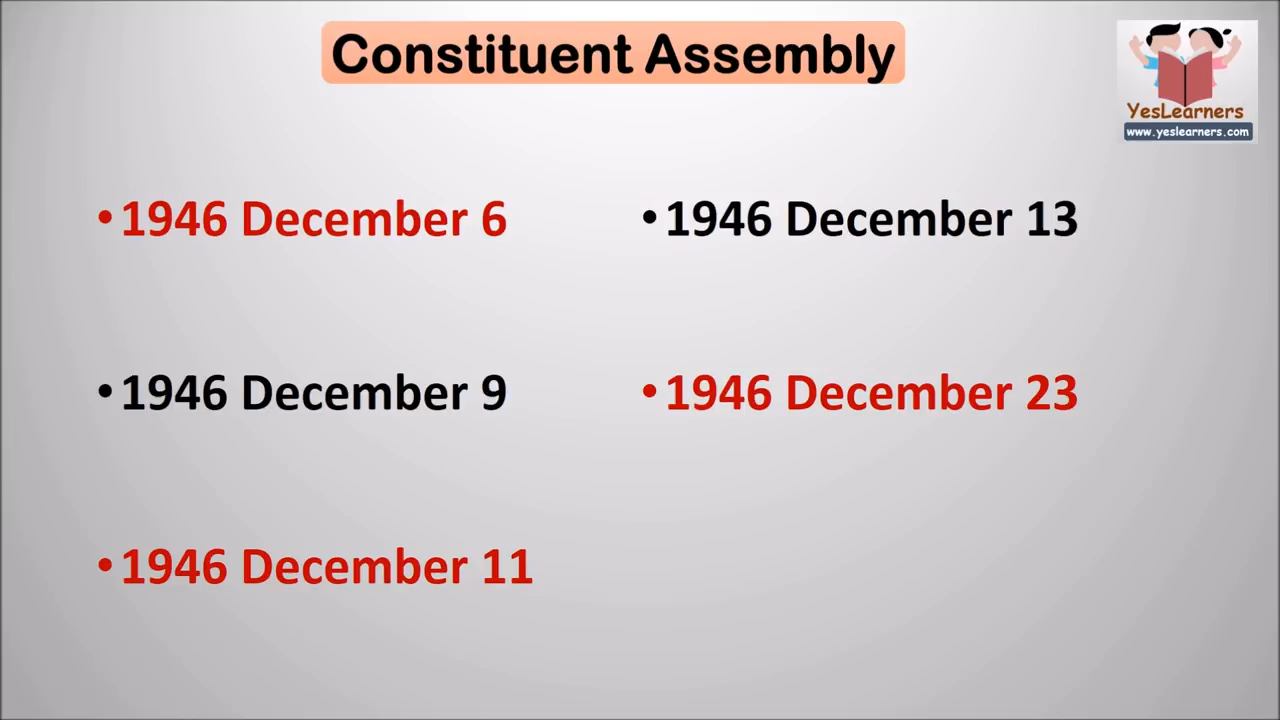 Constituent Assembly
YesLearners
www.yeslearners.com
•1946 December 6
•1946 December 9
•1946 December 11
•1946 December 13
•1946 December 23